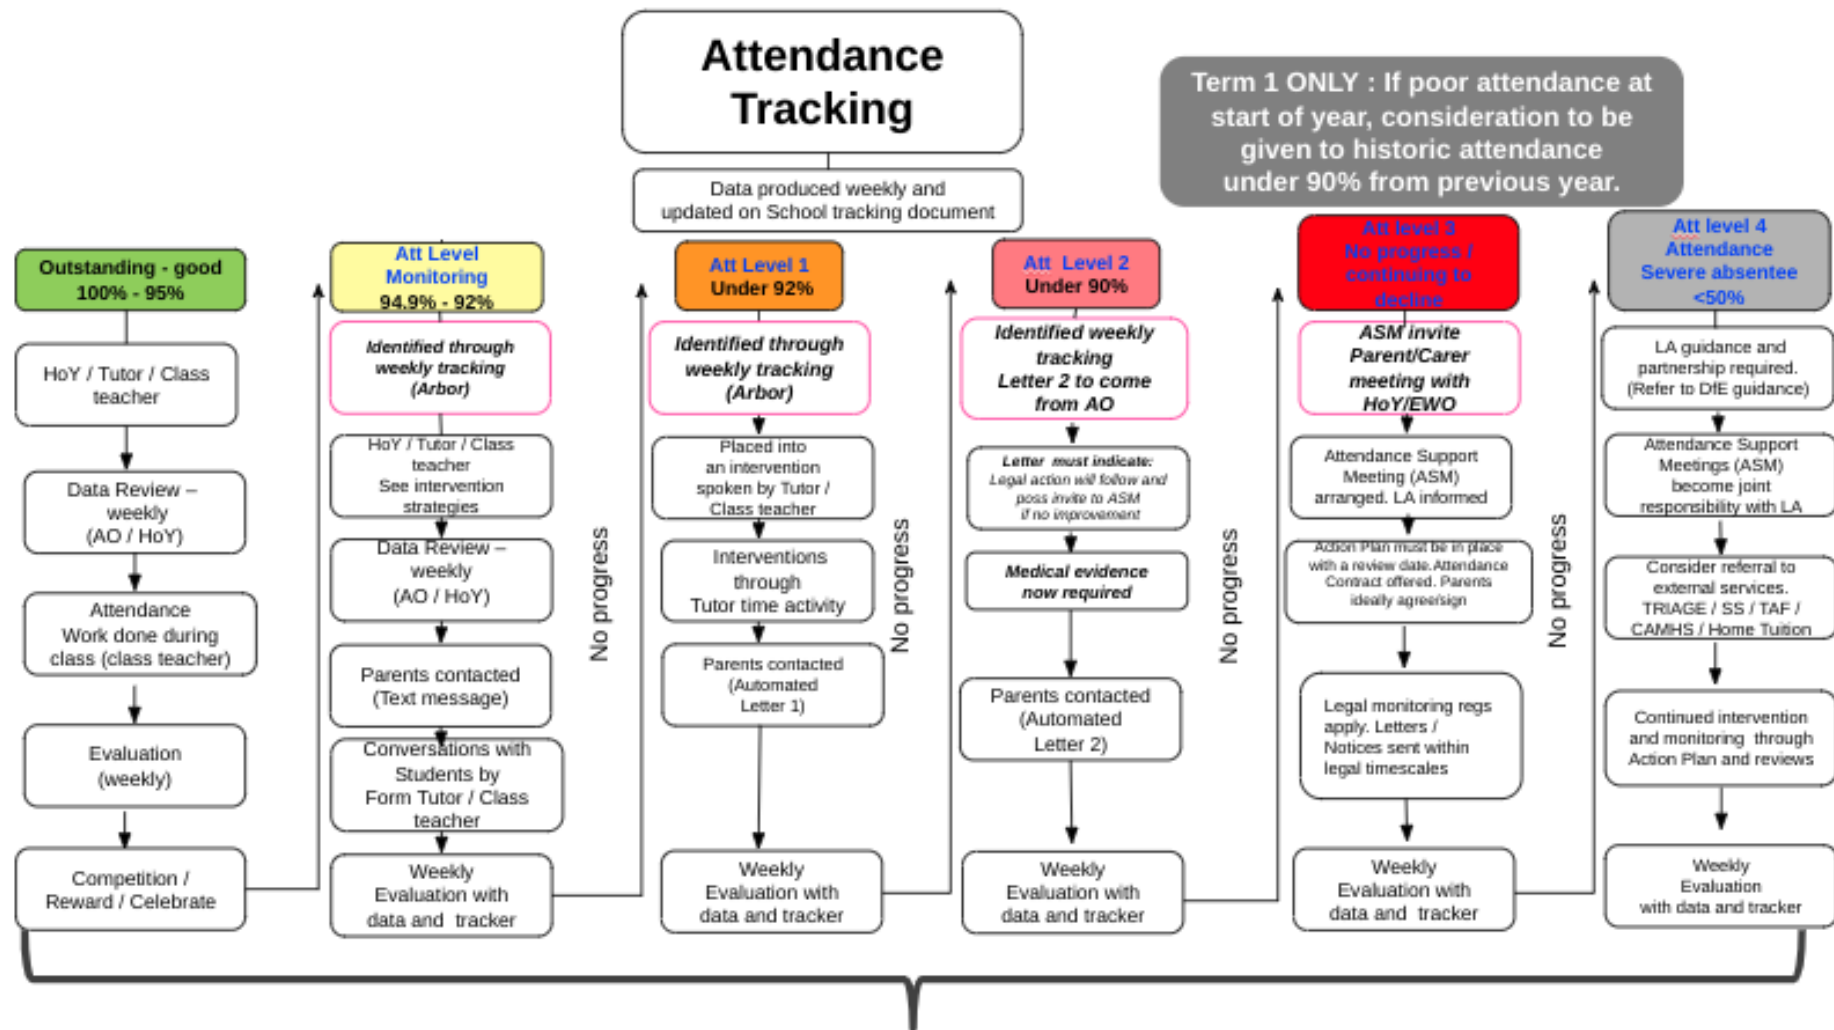 Attendance
Tracking
Data produced weekly and
updated on School tracking document
Term 1 ONLY : If poor attendance at
start of year, consideration to be
given to historic attendance
under 90% from previous year.
Outstanding - good
100% - 95%
HoY / Tutor / Class
teacher
Data Review –
weekly
(AO / HoY)
Attendance
Work done during
class (class teacher)
Evaluation
(weekly)
Competition /
Reward / Celebrate
Att Level
Monitoring
94.9% - 92%
Identified through
weekly tracking
(Arbor)
HoY / Tutor / Class
teacher
See intervention
strategies
Data Review –
weekly
(AO / HoY)
Parents contacted
(Text message)
Conversations with
Students by
Form Tutor / Class
teacher
Weekly
Evaluation with
data and tracker
No progress
Att Level 1
Under 92%
Identified through
weekly tracking
(Arbor)
Placed into
an intervention
spoken by Tutor /
Class teacher
Interventions
through
Tutor time activity
Parents contacted
(Automated
Letter 1)
Weekly
Evaluation with
data and tracker
No progress
Att Level 2
Under 90%
Identified weekly
tracking
Letter 2 to come
from AO
Letter must indicate:
Legal action will follow and
poss invite to ASM
if no improvement
Medical evidence
now required
Parents contacted
(Automated
Letter 2)
Weekly
Evaluation with
data and tracker
No progress
Att level 3
No progress /
continuing to
decline
ASM invite
Parent/Carer
meeting with
HoY/EWO
Attendance Support
Meeting (ASM)
arranged. LA informed
Action Plan must be in place
with a review date. Attendance
Contract offered. Parents
ideally agree/sign
Legal monitoring regs
apply. Letters /
Notices sent within
legal timescales
Weekly
Evaluation with
data and tracker
No progress
Att level 4
Attendance
Severe absentee
<50%
LA guidance and
partnership required.
(Refer to DfE guidance)
Attendance Support
Meetings (ASM)
become joint
responsibility with LA
Consider referral to
external services.
TRIAGE / SS / TAF /
CAMHS / Home Tuition
Continued intervention
and monitoring through
Action Plan and reviews
Weekly
Evaluation
with data and tracker